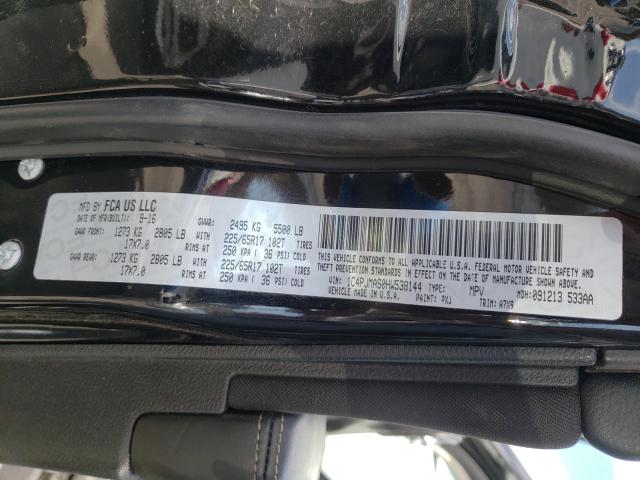 MFD BY FCA US LLC
DATE OF MFR(BUILT): 9-16 GVWR: 2495 KG 5500 LB
GAWR FRONT: 1273 KG 2805 LB WITH 225/65R17 102T TIRES
17X7.0 RIMS AT 250 KPA ( 36 PSI) COLD
GAWR REAR: 1273 KG 2805 LB WITH 225/65R17 102T TIRES
17X7.0 RIMS AT 250 KPA ( 36 PSI) COLD
THIS VEHICLE CONFORMS TO ALL APPLICABLE U.S.A. FEDERAL MOTOR VEHICLE SAFETY,
BUMPER, AND THEFT PREVENTION STANDARDS IN EFFECT ON THE DATE OF MANUFACTURE SHOWN ABOVE.
VIN: 1C4PJMAS0HW538144 TYPE: MPV MDH: 091213 533AA
VEHICLE MADE IN U.S.A. PAINT: PXJ TRIM: A7X9